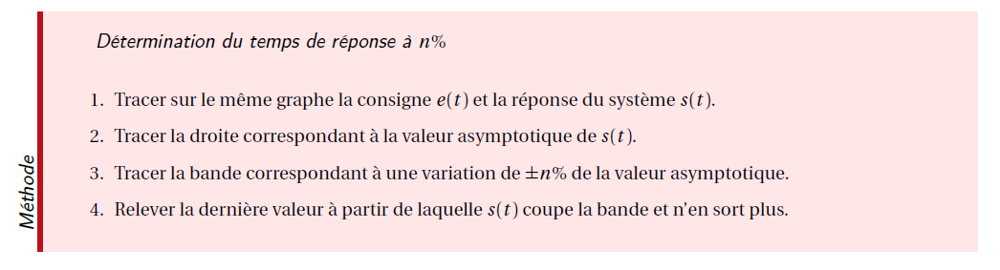 Détermination du temps de réponse à n%
1. Tracer sur le même graphe la consigne e(t) et la réponse du système s(t).
2. Tracer la droite correspondant à la valeur asymptotique de s(t).
3. Tracer la bande correspondant à une variation de ±n% de la valeur asymptotique.
4. Relever la dernière valeur à partir de laquelle s(t) coupe la bande et n'en sort plus.
Méthode